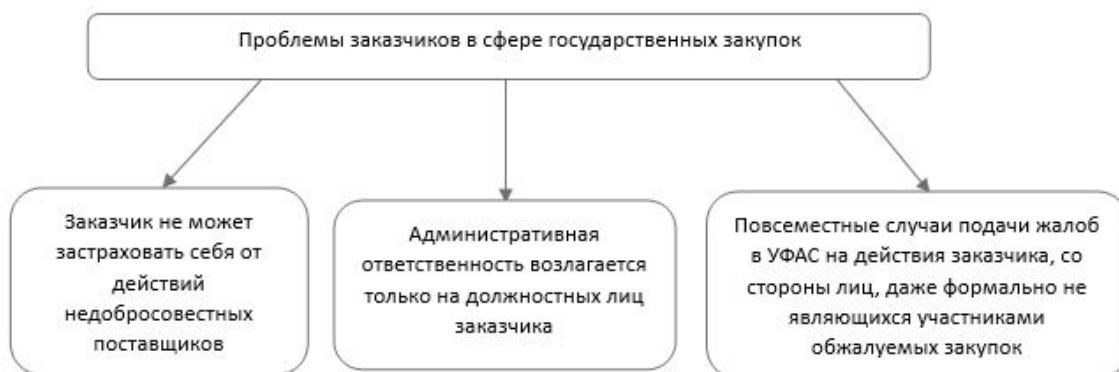 Проблемы заказчиков в сфере государственных закупок
Заказчик не может
застраховать себя от
действий
недобросовестных
поставщиков
Административная
ответственность возлагается
только на должностных лиц
заказчика
Повсеместные случаи подачи жалоб
в УФАС на действия заказчика, со
стороны лиц, даже формально не
являющихся участниками
обжалуемых закупок